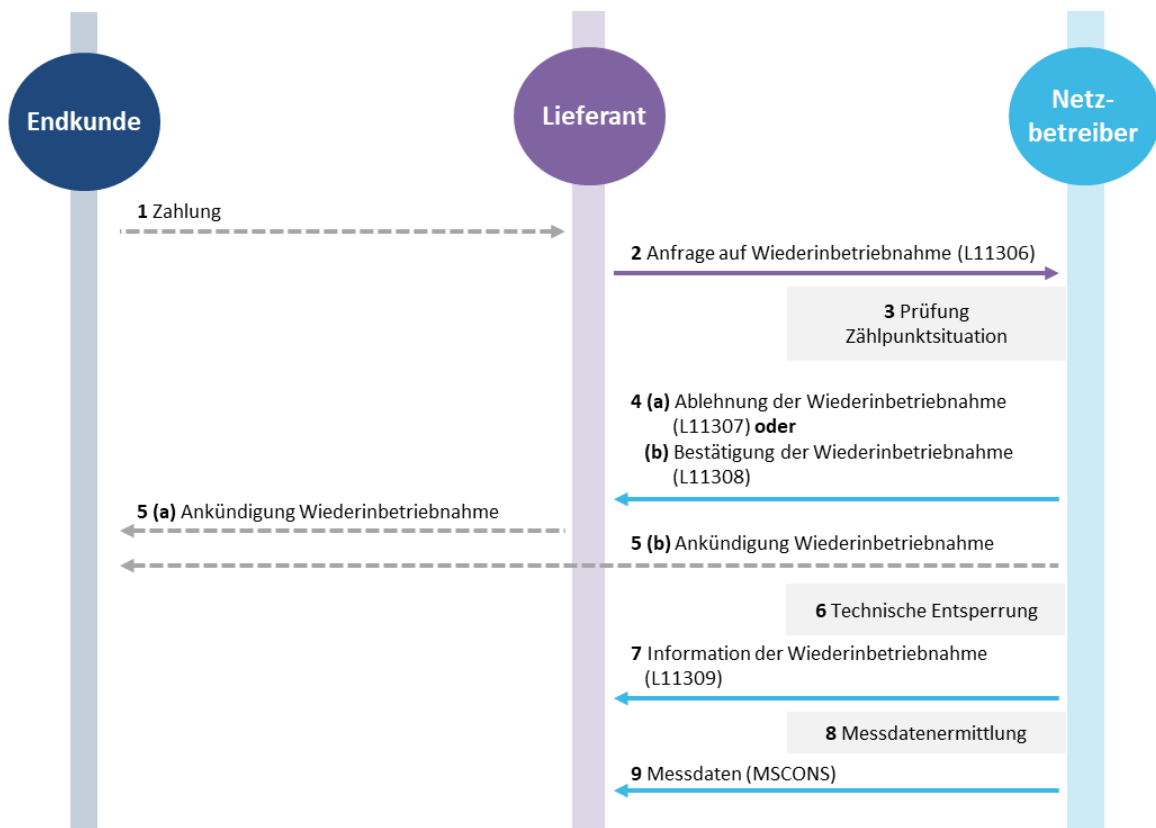 Endkunde
Lieferant
Netz-
betreiber
1 Zahlung
2 Anfrage auf Wiederinbetriebnahme (L11306)
3 Prüfung
Zählpunktsituation
4 (a) Ablehnung der Wiederinbetriebnahme
(L11307) oder
(b) Bestätigung der Wiederinbetriebnahme
(L11308)
5 (a) Ankündigung Wiederinbetriebnahme
5 (b) Ankündigung Wiederinbetriebnahme
6 Technische Entsperrung
7 Information der Wiederinbetriebnahme
(L11309)
8 Messdatenermittlung
9 Messdaten (MSCONS)